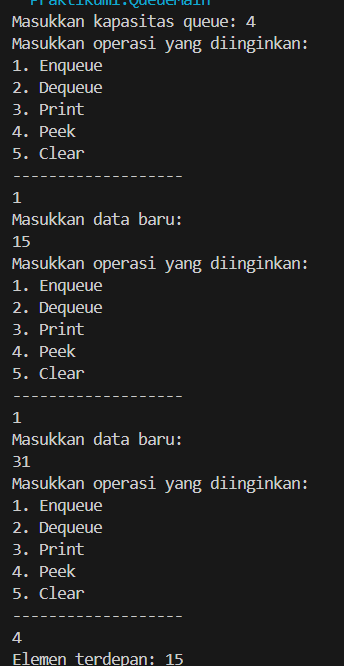 Praktikum1.QueueMain
Masukkan kapasitas queue: 4
Masukkan operasi yang diinginkan:
1. Enqueue
2. Dequeue
3. Print
4. Peek
5. Clear
-------------------
1
Masukkan data baru:
15
Masukkan operasi yang diinginkan:
1. Enqueue
2. Dequeue
3. Print
4. Peek
5. Clear
-------------------
1
Masukkan data baru:
31
Masukkan operasi yang diinginkan:
1. Enqueue
2. Dequeue
3. Print
4. Peek
5. Clear
-------------------
4
Elemen terdepan: 15